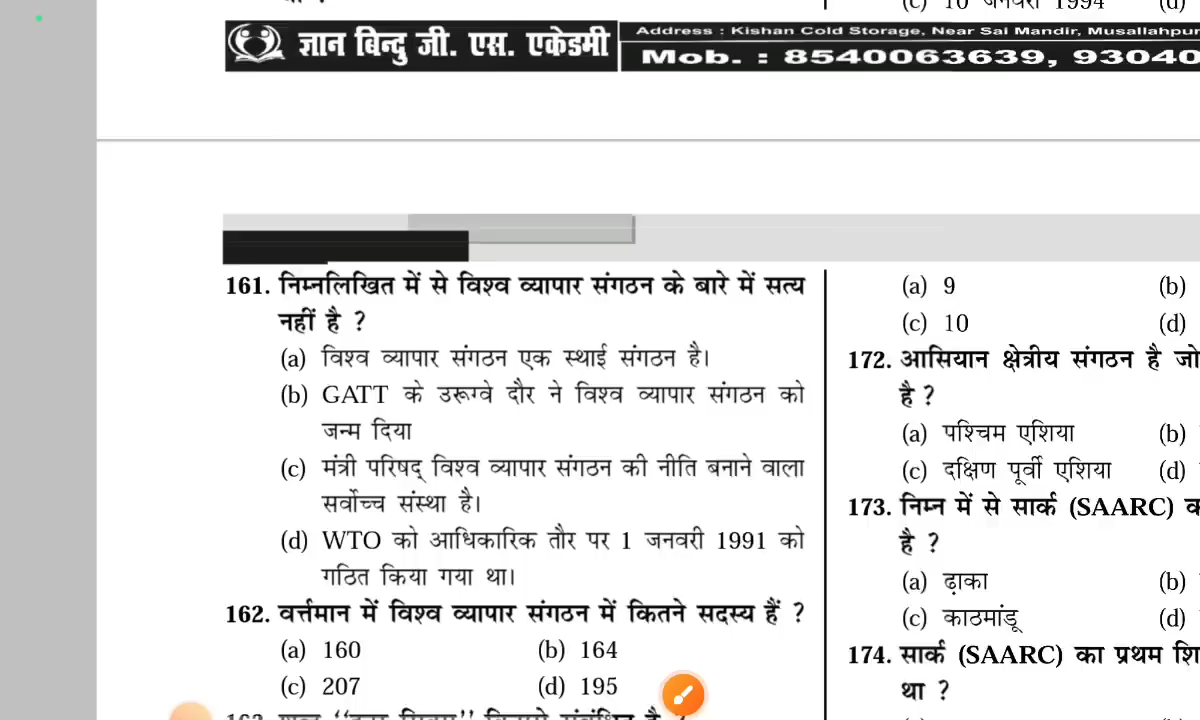 (c) 10 जनवरी 1994
(d)
ज्ञान बिन्दु जी. एस. एकेडमी
Address : Kishan Cold Storage, Near Sai Mandir, Musallahpur
Mob. : 8540063639, 93040
161. निम्नलिखित में से विश्व व्यापार संगठन के बारे में सत्य
नहीं है ?
(a) विश्व व्यापार संगठन एक स्थाई संगठन है।
(b) GATT के उरूग्वे दौर ने विश्व व्यापार संगठन को
जन्म दिया
(c) मंत्री परिषद् विश्व व्यापार संगठन की नीति बनाने वाला
सर्वोच्च संस्था है।
(d) WTO को आधिकारिक तौर पर 1 जनवरी 1991 को
गठित किया गया था।
162. वर्त्तमान में विश्व व्यापार संगठन में कितने सदस्य हैं ?
(a) 160 (b) 164
(c) 207 (d) 195
(a) 9 (b)
(c) 10 (d)
172. आसियान क्षेत्रीय संगठन है जो
है ?
(a) पश्चिम एशिया (b)
(c) दक्षिण पूर्वी एशिया (d)
173. निम्न में से सार्क (SAARC) क
है ?
(a) ढ़ाका (b)
(c) काठमांडू (d)
174. सार्क (SAARC) का प्रथम शि
था ?